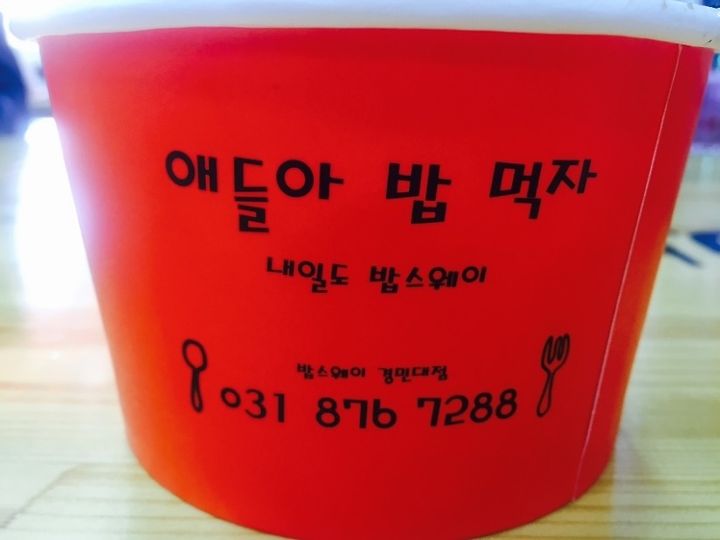 애들아 밥 먹자
내일도 밥스웨이
밥스웨이 경민대점
031 876 7288